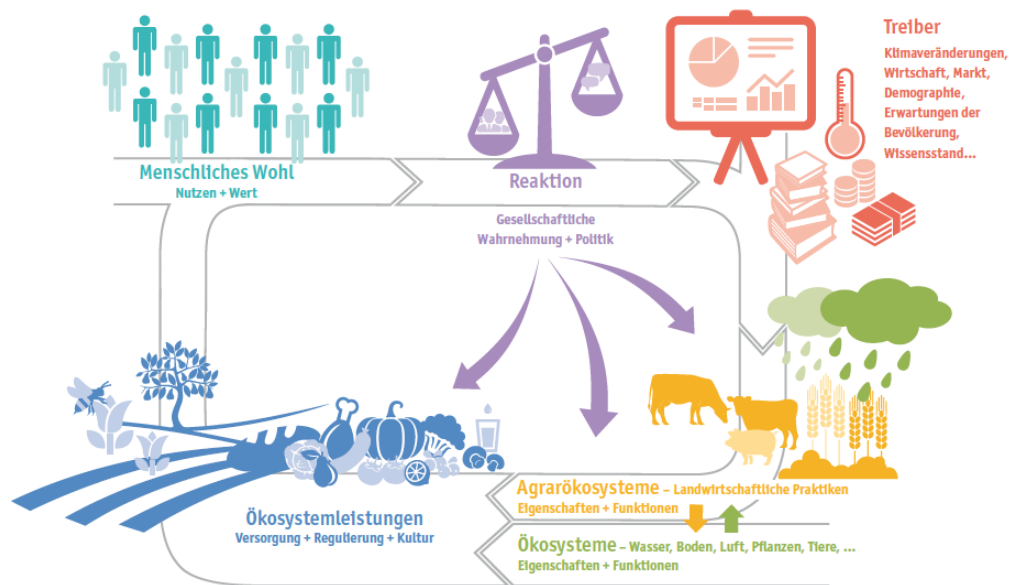 Treiber
Klimaveränderungen,
Wirtschaft, Markt,
Demographie,
Erwartungen der
Bevölkerung,
Wissensstand...
Menschliches Wohl
Nutzen + Wert
Reaktion
Gesellschaftliche
Wahrnehmung + Politik
Agrarökosysteme – Landwirtschaftliche Praktiken
Eigenschaften + Funktionen
Ökosystemleistungen
Versorgung + Regulierung + Kultur
Ökosysteme – Wasser, Boden, Luft, Pflanzen, Tiere, ...
Eigenschaften + Funktionen